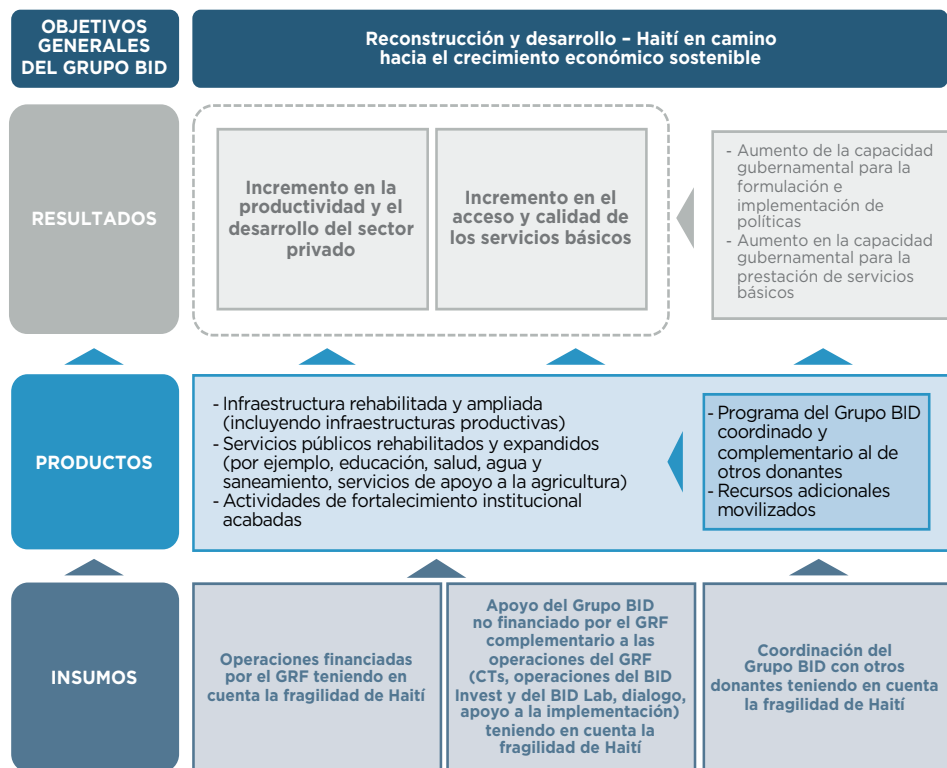 OBJETIVOS
GENERALES
DEL GRUPO BID
Reconstrucción y desarrollo – Haití en camino
hacia el crecimiento económico sostenible
RESULTADOS
Incremento en la
productividad y el
desarrollo del sector
privado
Incremento en el
acceso y calidad de
los servicios básicos
- Aumento de la capacidad
gubernamental para la
formulación e
implementación de
políticas
- Aumento en la capacidad
gubernamental para la
prestación de servicios
básicos
PRODUCTOS
- Infraestructura rehabilitada y ampliada
(incluyendo infraestructuras productivas)
- Servicios públicos rehabilitados y expandidos
(por ejemplo, educación, salud, agua y
saneamiento, servicios de apoyo a la agricultura)
- Actividades de fortalecimiento institucional
acabadas
- Programa del Grupo BID
coordinado y
complementario al de
otros donantes
- Recursos adicionales
movilizados
INSUMOS
Operaciones financiadas
por el GRF teniendo en
cuenta la fragilidad de Haití
Apoyo del Grupo BID
no financiado por el GRF
complementario a las
operaciones del GRF
(CTs, operaciones del BID
Invest y del BID Lab, dialogo,
apoyo a la implementación)
teniendo en cuenta la
fragilidad de Haití
Coordinación del
Grupo BID con otros
donantes teniendo en cuenta
la fragilidad de Haití